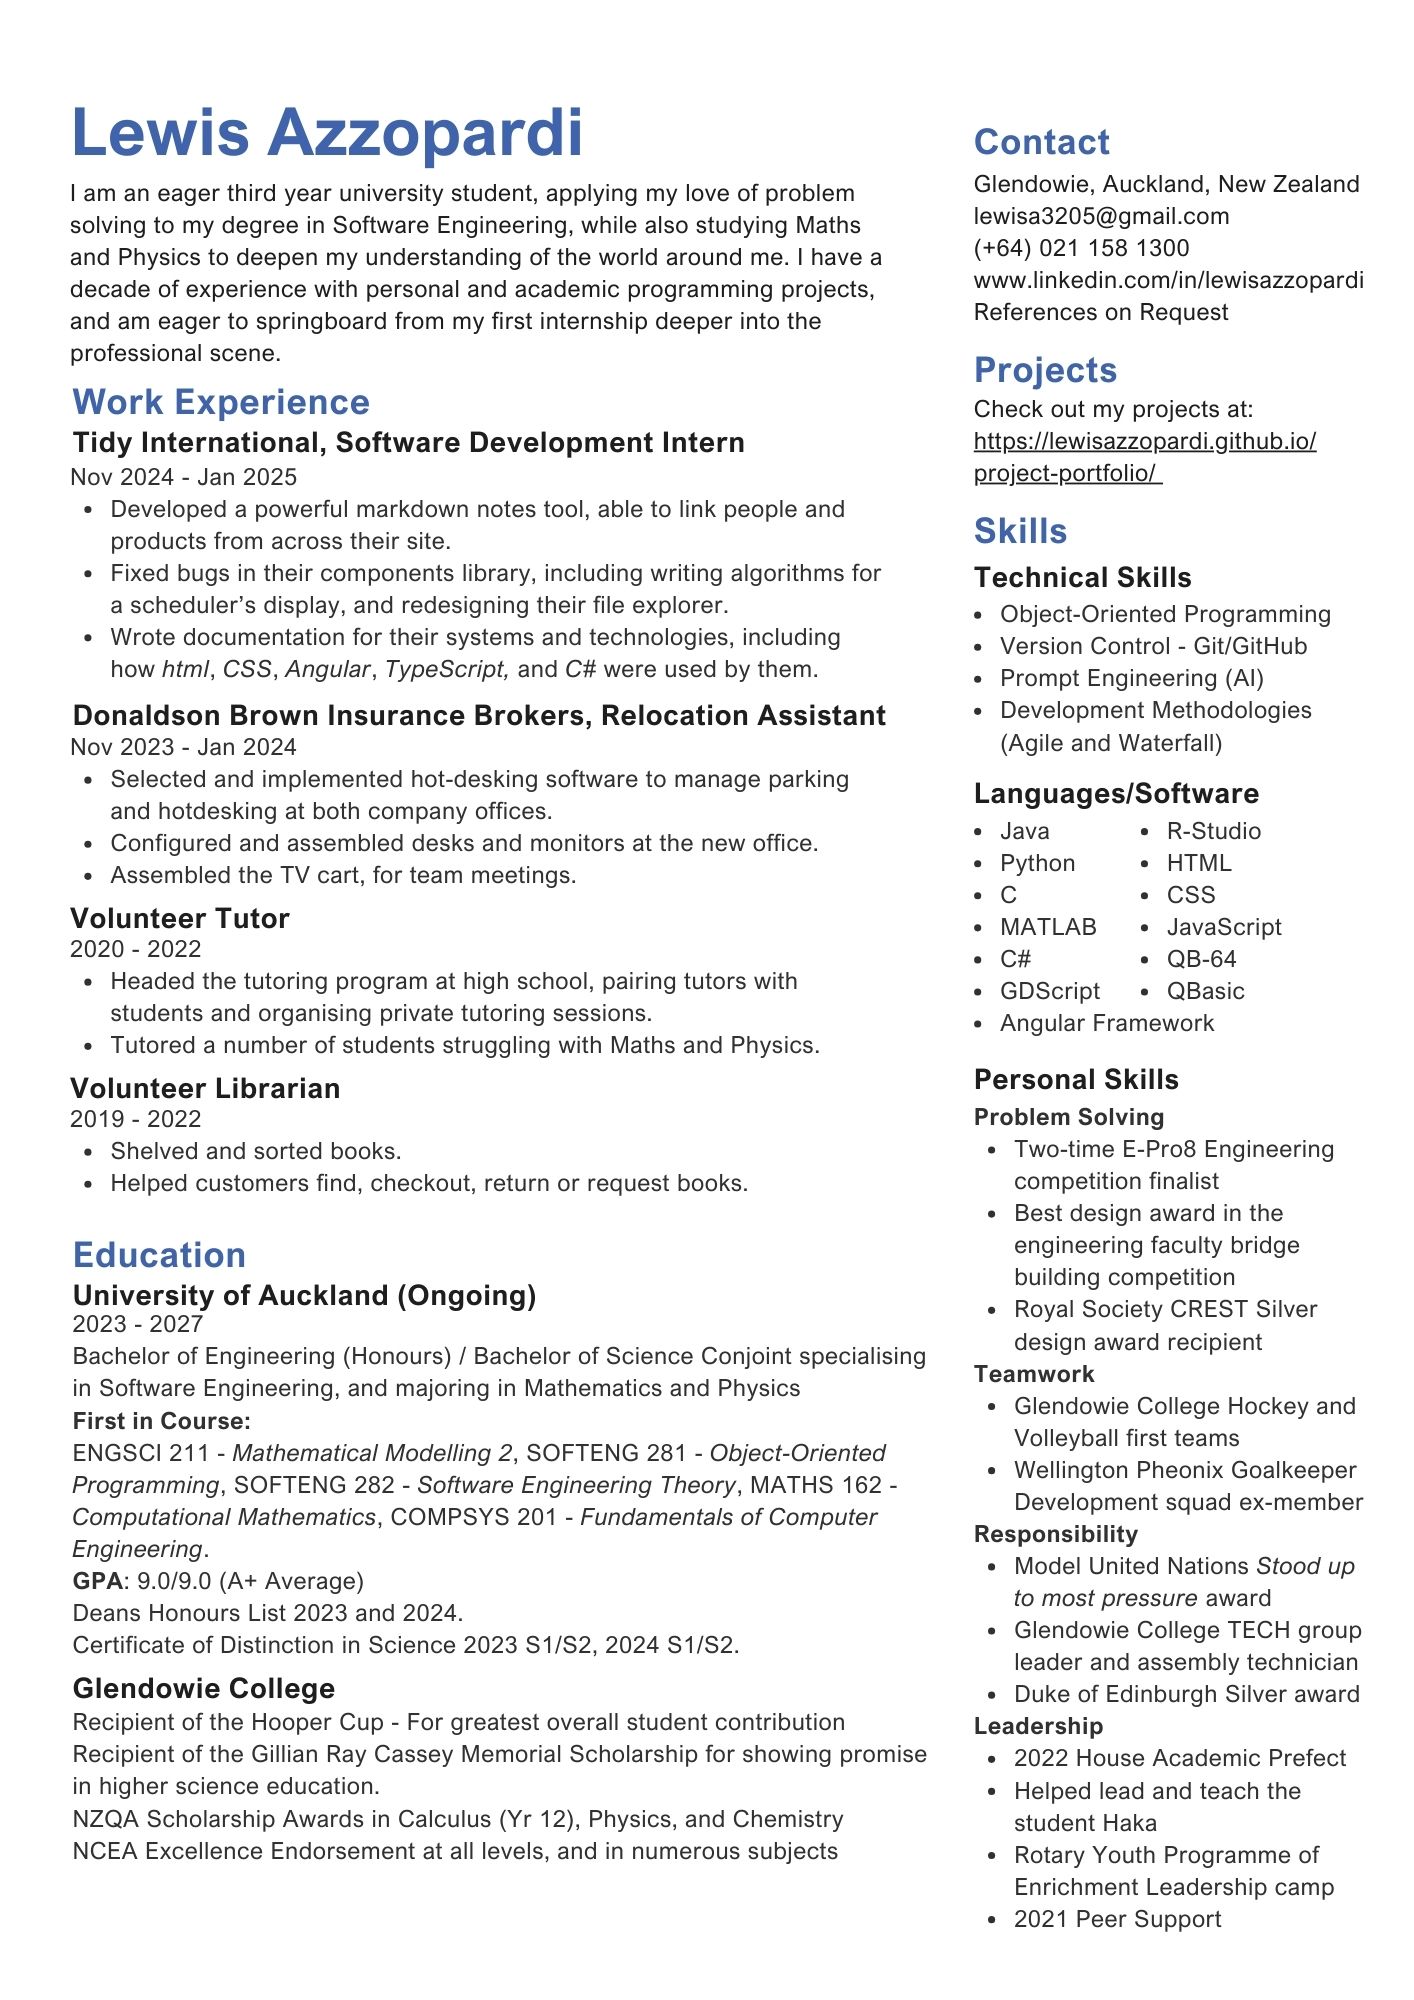 Lewis Azzopardi
I am an eager third year university student, applying my love of problem
solving to my degree in Software Engineering, while also studying Maths
and Physics to deepen my understanding of the world around me. I have a
decade of experience with personal and academic programming projects,
and am eager to springboard from my first internship deeper into the
professional scene.
Work Experience
Tidy International, Software Development Intern
Nov 2024 - Jan 2025
• Developed a powerful markdown notes tool, able to link people and
products from across their site.
• Fixed bugs in their components library, including writing algorithms for
a scheduler’s display, and redesigning their file explorer.
• Wrote documentation for their systems and technologies, including
how html, CSS, Angular, TypeScript, and C# were used by them.
Donaldson Brown Insurance Brokers, Relocation Assistant
Nov 2023 - Jan 2024
• Selected and implemented hot-desking software to manage parking
and hotdesking at both company offices.
• Configured and assembled desks and monitors at the new office.
• Assembled the TV cart, for team meetings.
Volunteer Tutor
2020 - 2022
• Headed the tutoring program at high school, pairing tutors with
students and organising private tutoring sessions.
• Tutored a number of students struggling with Maths and Physics.
Volunteer Librarian
2019 - 2022
• Shelved and sorted books.
• Helped customers find, checkout, return or request books.
Education
University of Auckland (Ongoing)
2023 - 2027
Bachelor of Engineering (Honours) / Bachelor of Science Conjoint specialising
in Software Engineering, and majoring in Mathematics and Physics
First in Course:
ENGSCI 211 - Mathematical Modelling 2, SOFTENG 281 - Object-Oriented
Programming, SOFTENG 282 - Software Engineering Theory, MATHS 162 -
Computational Mathematics, COMPSYS 201 - Fundamentals of Computer
Engineering.
GPA: 9.0/9.0 (A+ Average)
Deans Honours List 2023 and 2024.
Certificate of Distinction in Science 2023 S1/S2, 2024 S1/S2.
Glendowie College
Recipient of the Hooper Cup - For greatest overall student contribution
Recipient of the Gillian Ray Cassey Memorial Scholarship for showing promise
in higher science education.
NZQA Scholarship Awards in Calculus (Yr 12), Physics, and Chemistry
NCEA Excellence Endorsement at all levels, and in numerous subjects
Contact
Glendowie, Auckland, New Zealand
lewisa3205@gmail.com
(+64) 021 158 1300
www.linkedin.com/in/lewisazzopardi
References on Request
Projects
Check out my projects at:
https://lewisazzopardi.github.io/
project-portfolio/
Skills
Technical Skills
• Object-Oriented Programming
• Version Control - Git/GitHub
• Prompt Engineering (AI)
• Development Methodologies
(Agile and Waterfall)
Languages/Software
• Java • R-Studio
• Python • HTML
• C • CSS
• MATLAB • JavaScript
• C# • QB-64
• GDScript • QBasic
• Angular Framework
Personal Skills
Problem Solving
• Two-time E-Pro8 Engineering
competition finalist
• Best design award in the
engineering faculty bridge
building competition
• Royal Society CREST Silver
design award recipient
Teamwork
• Glendowie College Hockey and
Volleyball first teams
• Wellington Pheonix Goalkeeper
Development squad ex-member
Responsibility
• Model United Nations Stood up
to most pressure award
• Glendowie College TECH group
leader and assembly technician
• Duke of Edinburgh Silver award
Leadership
• 2022 House Academic Prefect
• Helped lead and teach the
student Haka
• Rotary Youth Programme of
Enrichment Leadership camp
• 2021 Peer Support